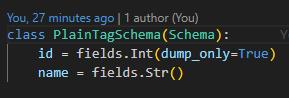 You, 27 minutes ago | 1 author (You)
class PlainTagSchema(Schema):
    id = fields.Int(dump_only=True)
    name = fields.Str()